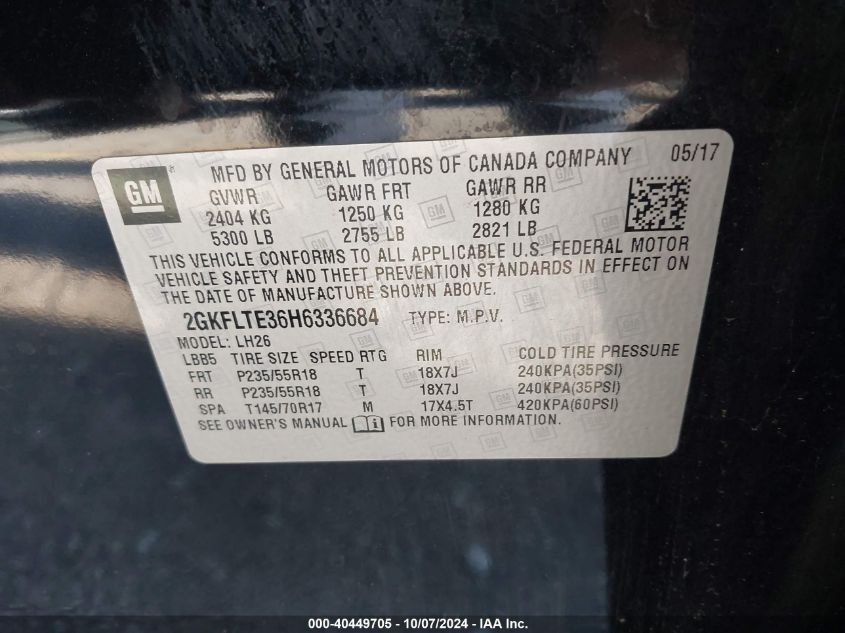 GM
MFD BY GENERAL MOTORS OF CANADA COMPANY 05/17
GVWR GAWR FRT GAWR RR
2404 KG 1250 KG 1280 KG
5300 LB 2755 LB 2821 LB
THIS VEHICLE CONFORMS TO ALL APPLICABLE U.S. FEDERAL MOTOR
VEHICLE SAFETY AND THEFT PREVENTION STANDARDS IN EFFECT ON
THE DATE OF MANUFACTURE SHOWN ABOVE.
2GKFLTE36H6336684 TYPE: M.P.V.
MODEL: LH26
LBB5 TIRE SIZE SPEED RTG RIM COLD TIRE PRESSURE
FRT P235/55R18 T 18X7J 240KPA(35PSI)
RR P235/55R18 T 18X7J 240KPA(35PSI)
SPA T145/70R17 M 17X4.5T 420KPA(60PSI)
SEE OWNER'S MANUAL FOR MORE INFORMATION.
000-40449705 - 10/07/2024 - IAA Inc.